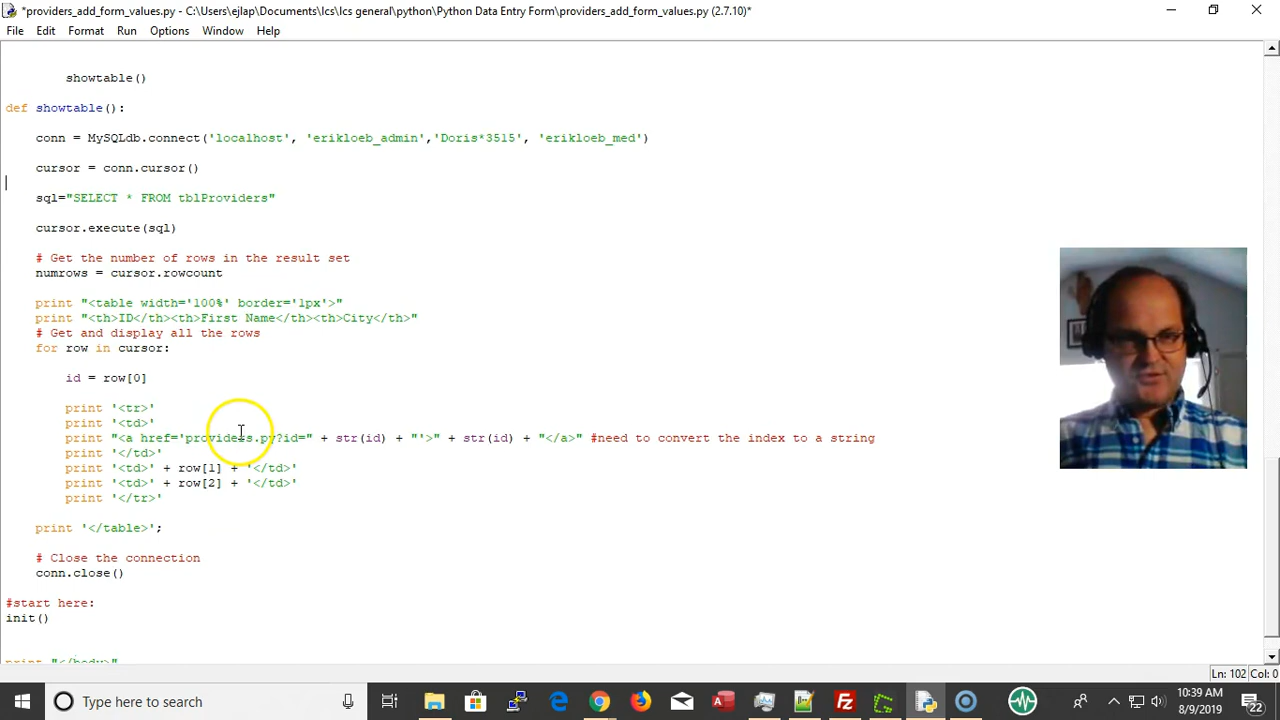 *providers_add_form_values.py - C:\Users\ejlap\Documents\lcs\lcs general\python\Python Data Entry Form\providers_add_form_values.py (2.7.10)*
File Edit Format Run Options Window Help
showtable()
def showtable():
conn = MySQLdb.connect('localhost', 'erikloeb_admin','Doris*3515', 'erikloeb_med')
cursor = conn.cursor()
sql="SELECT * FROM tblProviders"
cursor.execute(sql)
# Get the number of rows in the result set
numrows = cursor.rowcount
print "<table width='100%' border='1px'>"
print "<th>ID</th><th>First Name</th><th>City</th>"
# Get and display all the rows
for row in cursor:
id = row[0]
print '<tr>'
print '<td>'
print "<a href='providers.py?id=" + str(id) + "'>" + str(id) + "</a>" #need to convert the index to a string
print '</td>'
print '<td>' + row[1] + '</td>'
print '<td>' + row[2] + '</td>'
print '</tr>'
print '</table>';
# Close the connection
conn.close()
#start here:
init()
print "</body>"
Ln: 102 Col: 0
Type here to search
10:39 AM
8/9/2019
22